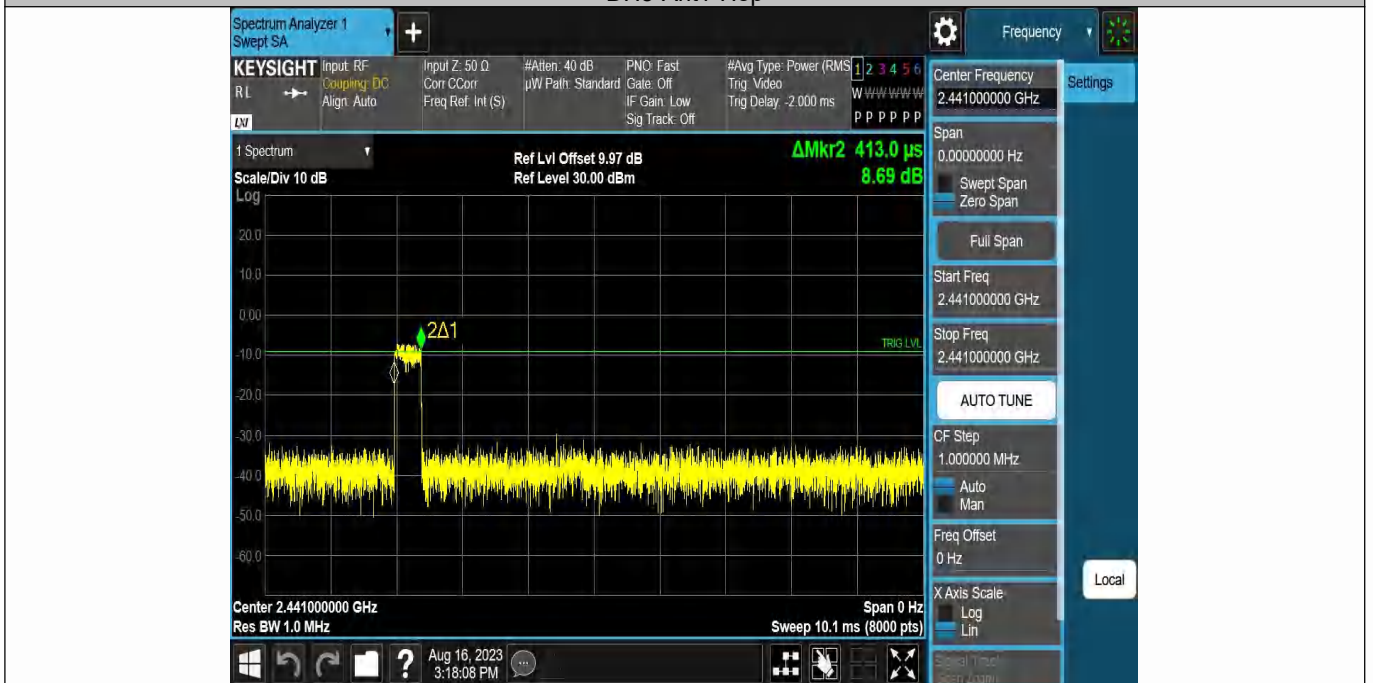 Spectrum Analyzer 1
Swept SA
+
Frequency
KEYSIGHT
Input: RF
Coupling: DC
Align: Auto
Input Z: 50 Ω
Corr CCorr
Freq Ref: Int (S)
#Atten: 40 dB
µW Path: Standard
PNO: Fast
Gate: Off
IF Gain: Low
Sig Track: Off
#Avg Type: Power (RMS
Trig: Video
Trig Delay: -2.000 ms
1 2 3 4 5 6
W W W W W W
P P P P P P
RL
LXI
Center Frequency
2.441000000 GHz
Settings
1 Spectrum
Scale/Div 10 dB
Ref Lvl Offset 9.97 dB
Ref Level 30.00 dBm
ΔMkr2 413.0 µs
8.69 dB
Span
0.00000000 Hz
Swept Span
Zero Span
Log
20.0
10.0
0.00
-10.0
-20.0
-30.0
-40.0
-50.0
-60.0
2Δ1
TRIG LVL
Full Span
Start Freq
2.441000000 GHz
Stop Freq
2.441000000 GHz
AUTO TUNE
CF Step
1.000000 MHz
Auto
Man
Freq Offset
0 Hz
X Axis Scale
Log
Lin
Local
Center 2.441000000 GHz
Res BW 1.0 MHz
Span 0 Hz
Sweep 10.1 ms (8000 pts)
?
Aug 16, 2023
3:18:08 PM
Signal Track